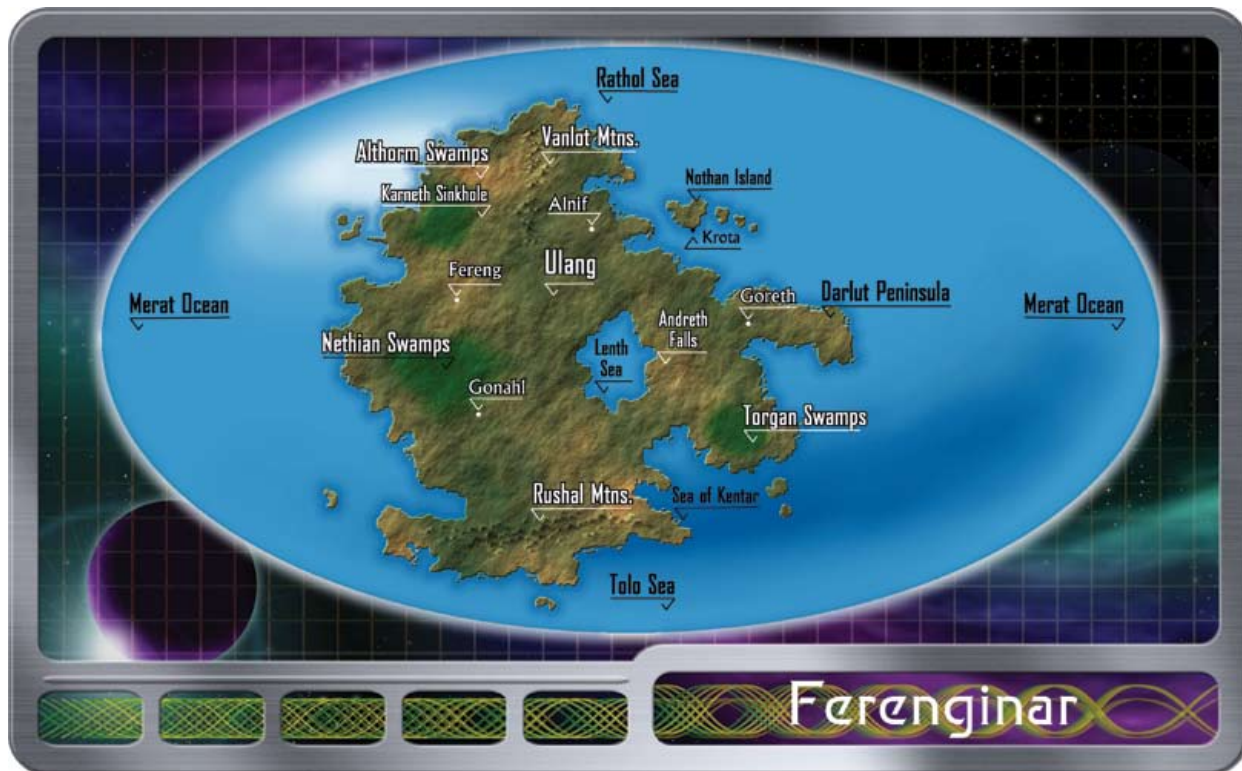 Rathol Sea
Vanlot Mtns.
Althorm Swamps
Nothan Island
Karneth Sinkhole
Alnif
Krota
Fereng
Ulang
Goreth
Darlut Peninsula
Merat Ocean
Merat Ocean
Andreth
Falls
Nethian Swamps
Lenth
Sea
Gonahl
Torgan Swamps
Rushal Mtns.
Sea of Kentar
Tolo Sea
Ferenginar